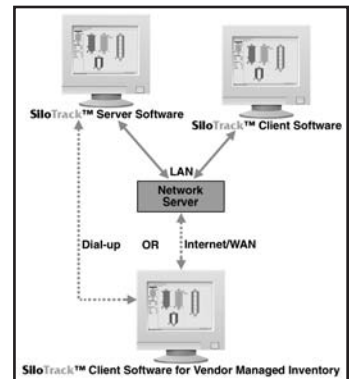 SiloTrack™ Server Software
SiloTrack™ Client Software
LAN
Network
Server
Dial-up OR Internet/WAN
SiloTrack™ Client Software for Vendor Managed Inventory